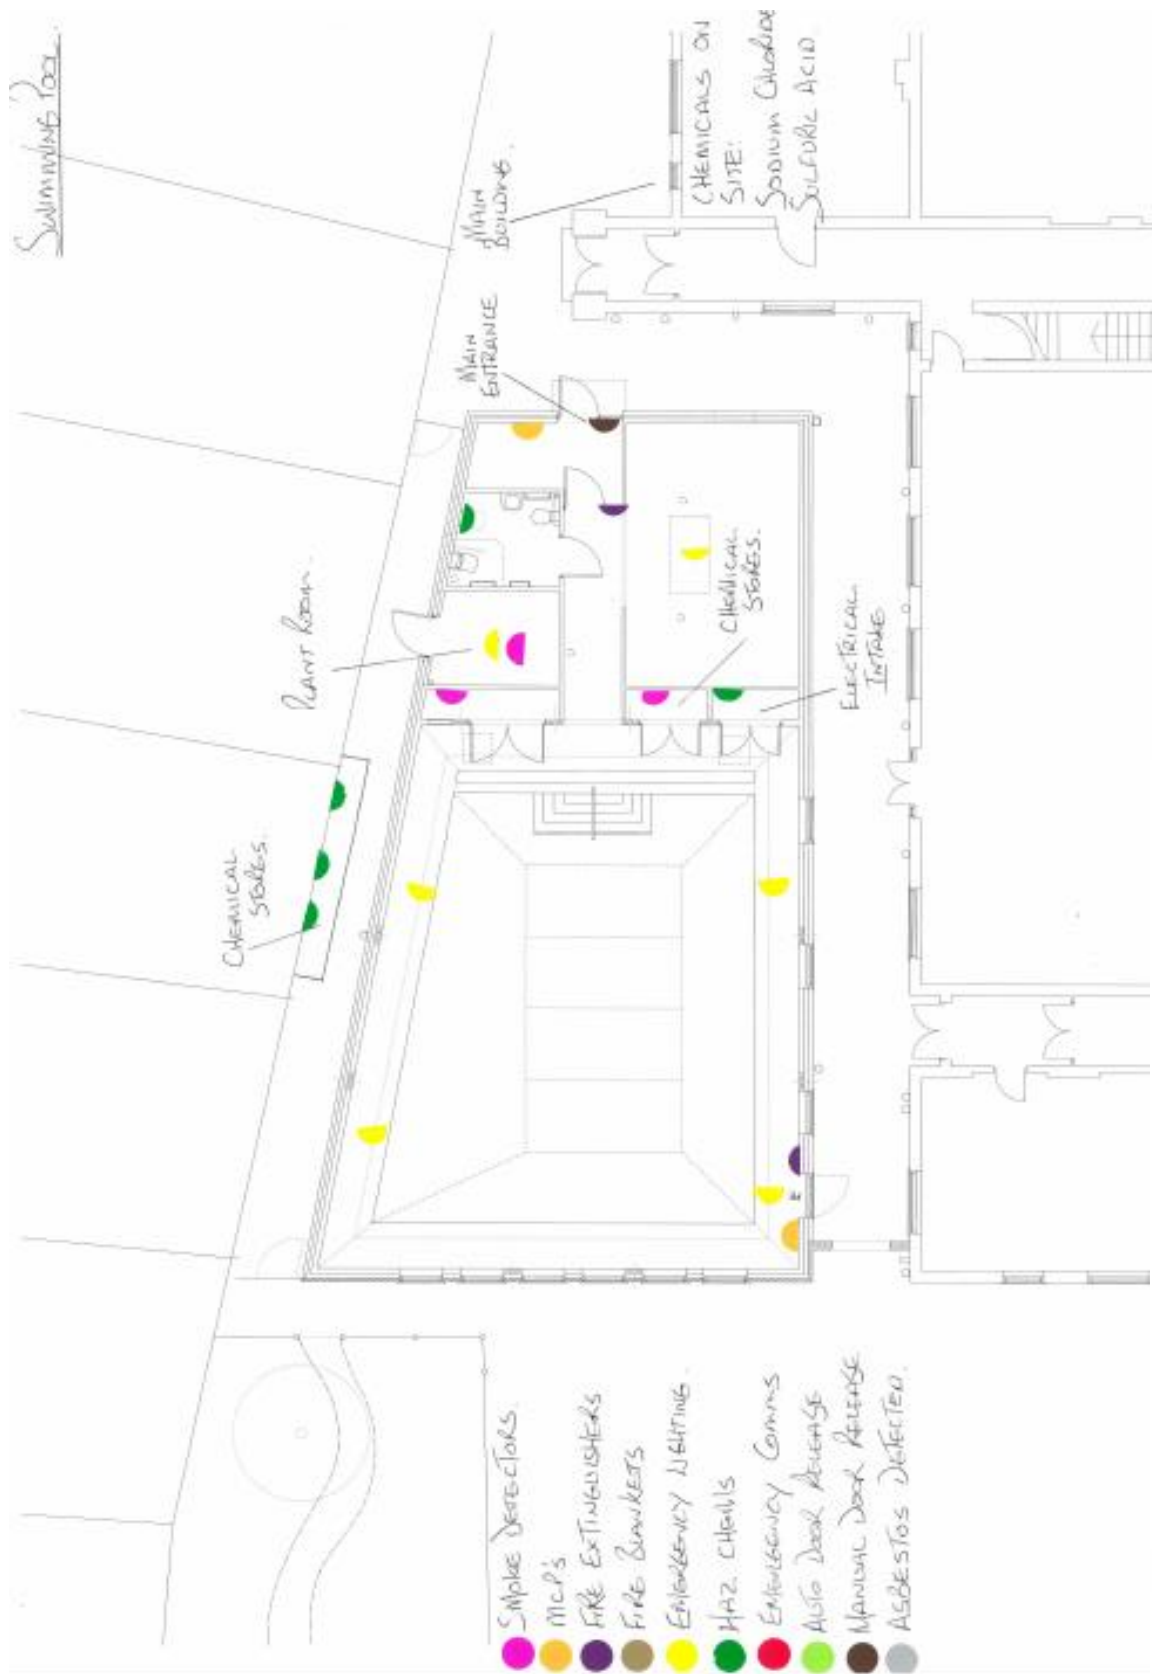 SWIMMING POOL.
CHEMICALS ON
SITE:
SODIUM CHLORIDE
SULFURIC ACID.
MAIN
BUILDING.
MAIN
ENTRANCE
PLANT ROOM.
CHEMICAL
STORES.
ELECTRICAL
INTAKE
CHEMICAL
STORES.
SMOKE DETECTORS.
MCP'S
FIRE EXTINGUISHERS
FIRE BLANKETS
EMERGENCY LIGHTING.
HAZ. CHEMS
EMERGENCY COMMS
AUTO DOOR RELEASE
MANUAL DOOR RELEASE
ASBESTOS DETECTED.